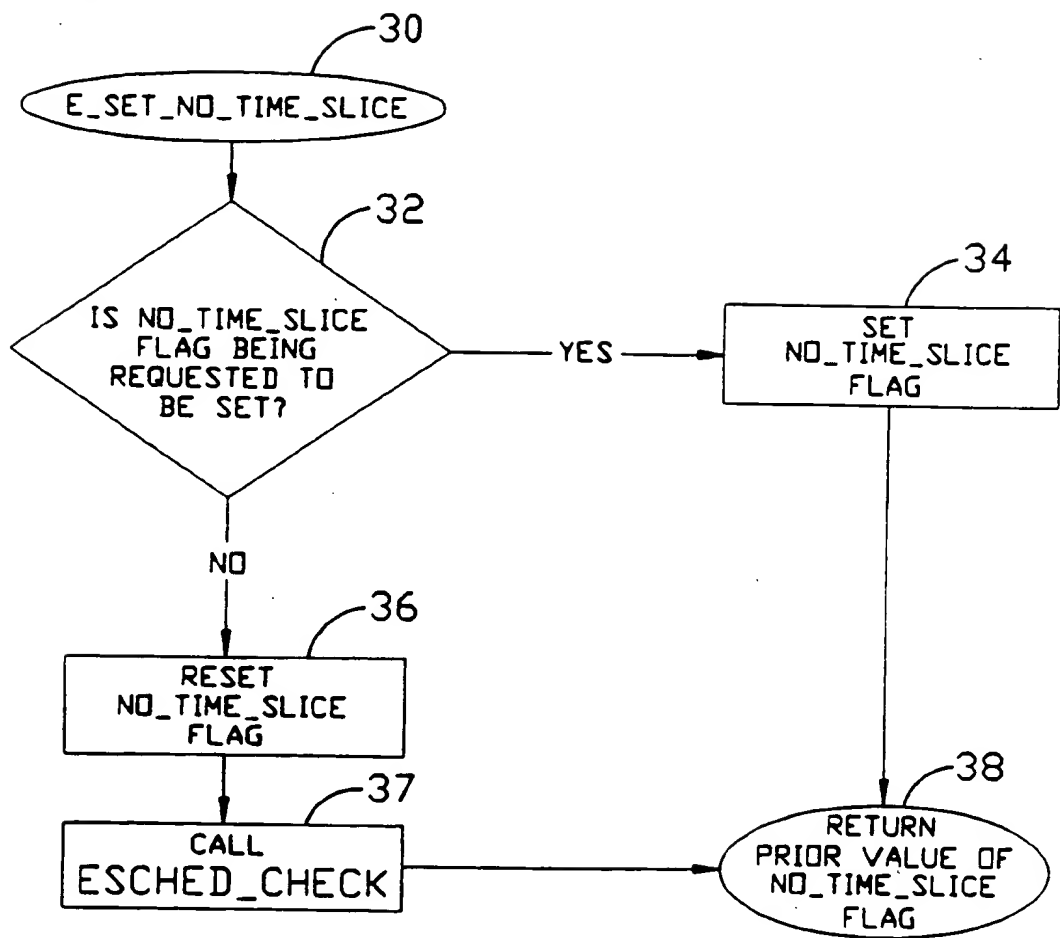 30
E_SET_NO_TIME_SLICE
32
IS NO_TIME_SLICE
FLAG BEING
REQUESTED TO
BE SET?
YES
34
SET
NO_TIME_SLICE
FLAG
NO
36
RESET
NO_TIME_SLICE
FLAG
37
CALL
ESCHED_CHECK
38
RETURN
PRIOR VALUE OF
NO_TIME_SLICE
FLAG